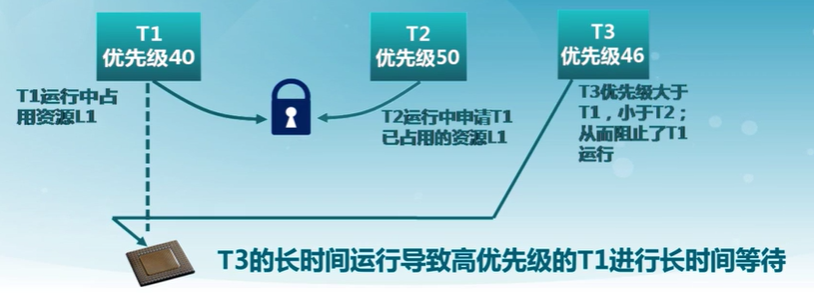 T1
优先级40
T2
优先级50
T3
优先级46
T1运行中占
用资源L1
T2运行中申请T1
已占用的资源L1
T3优先级大于
T1，小于T2；
从而阻止了T1
运行
T3的长时间运行导致高优先级的T1进行长时间等待